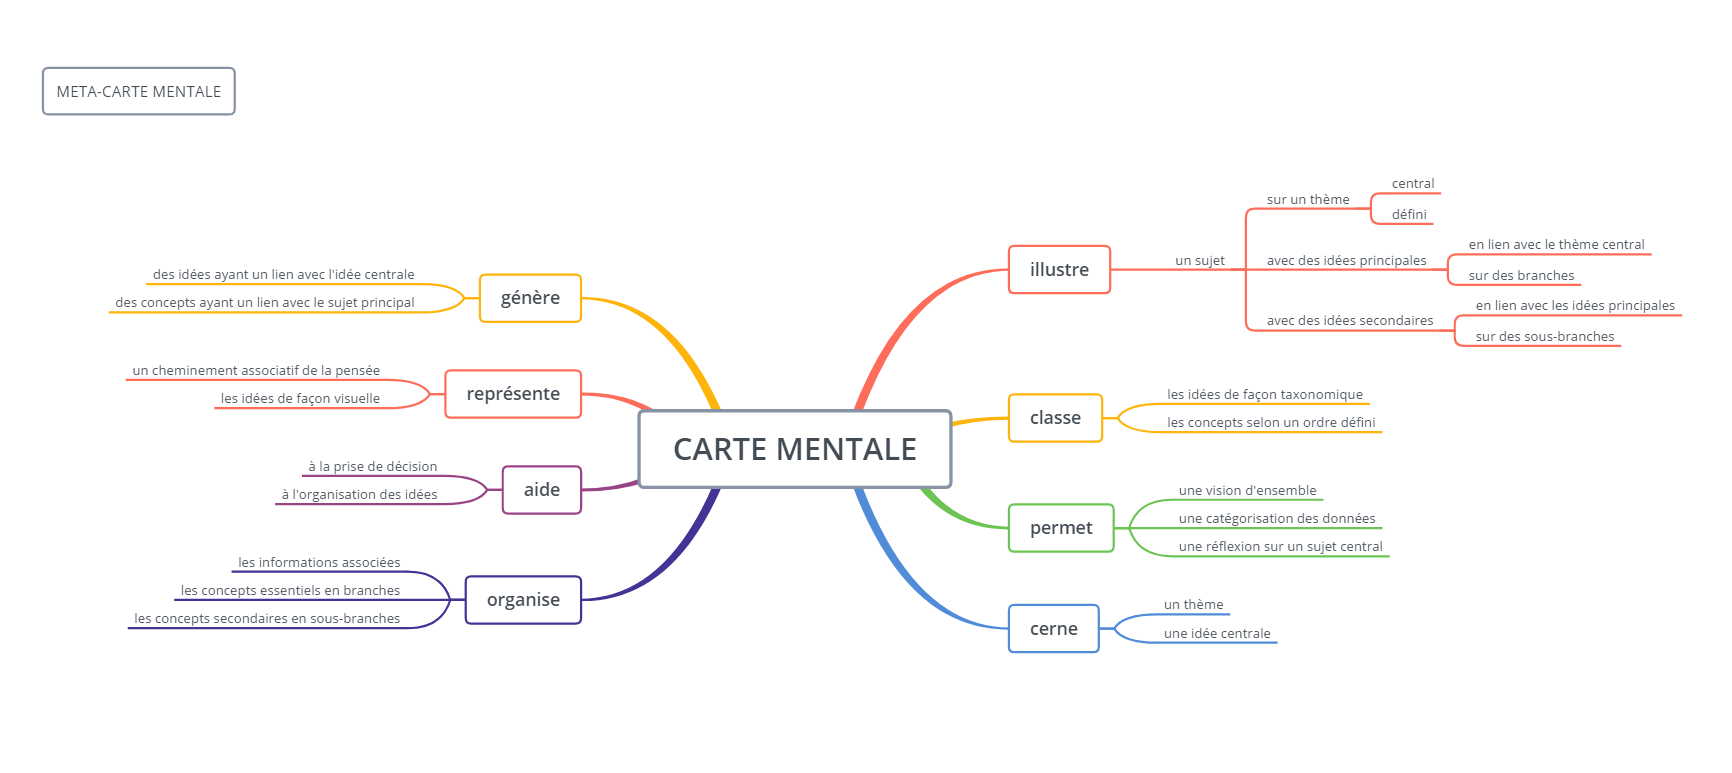 META-CARTE MENTALE
CARTE MENTALE
illustre
un sujet
sur un thème
central
défini
avec des idées principales
en lien avec le thème central
sur des branches
avec des idées secondaires
en lien avec les idées principales
sur des sous-branches
classe
les idées de façon taxonomique
les concepts selon un ordre défini
permet
une vision d'ensemble
une catégorisation des données
une réflexion sur un sujet central
cerne
un thème
une idée centrale
génère
des idées ayant un lien avec l'idée centrale
des concepts ayant un lien avec le sujet principal
représente
un cheminement associatif de la pensée
les idées de façon visuelle
aide
à la prise de décision
à l'organisation des idées
organise
les informations associées
les concepts essentiels en branches
les concepts secondaires en sous-branches